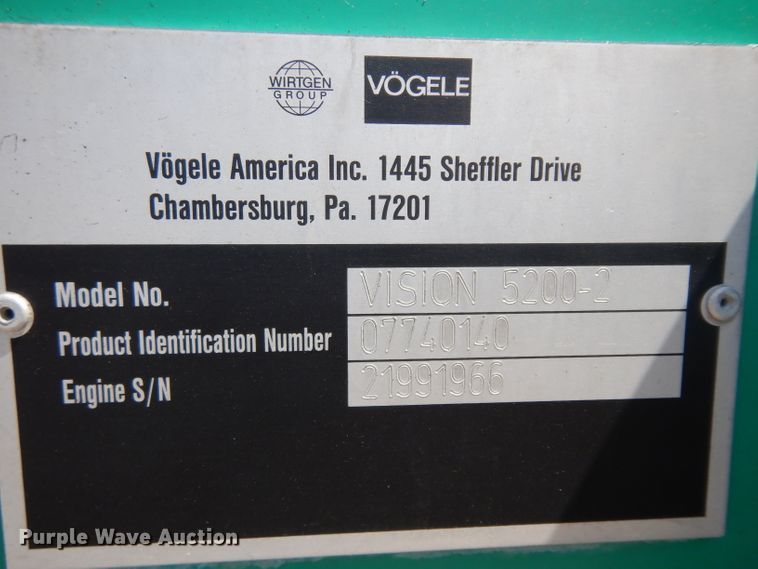 WIRTGEN
GROUP
VÖGELE
Vögele America Inc. 1445 Sheffler Drive
Chambersburg, Pa. 17201
Model No. VISION 5200-2
Product Identification Number 07740140
Engine S/N 21991966
Purple Wave Auction